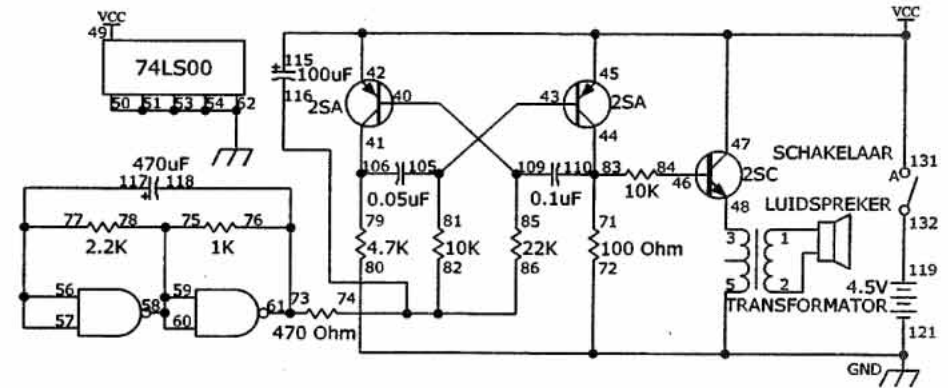 VCC
49
74LS00
50 51 53 54 62
115
100uF
116
42
2SA
40
41
45
43
2SA
44
VCC
470uF
117 118
106 105
0.05uF
109 110
0.1uF
83 84
10K
46
47
2SC
48
SCHAKELAAR
131
A
132
LUIDSPREKER
77 78
2.2K
75 76
1K
79
4.7K
80
81
10K
82
85
22K
86
71
100 Ohm
72
3
5
1
2
TRANSFORMATOR
119
4.5V
121
56
57
58
59
60
61
73 74
470 Ohm
GND